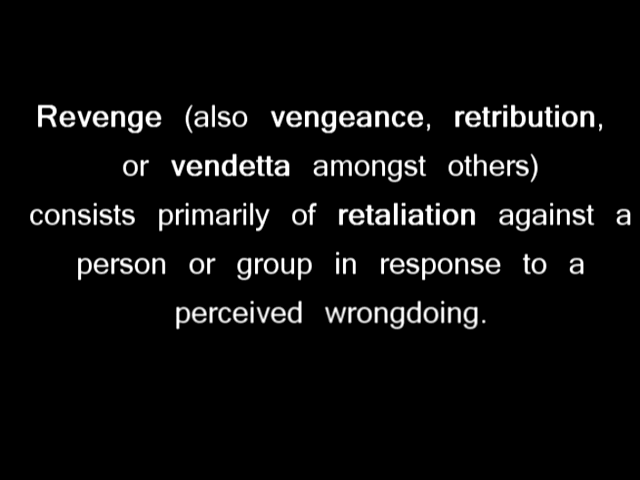 Revenge (also vengeance, retribution,
or vendetta amongst others)
consists primarily of retaliation against a
person or group in response to a
perceived wrongdoing.